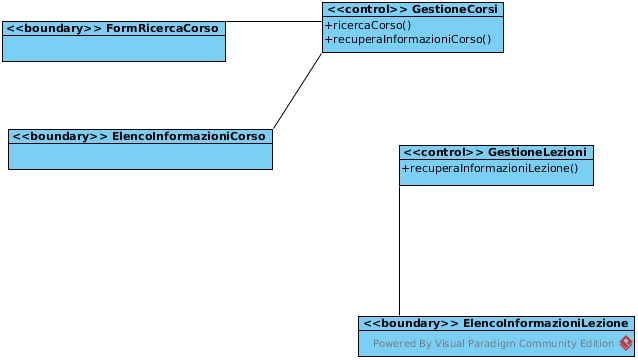 <<boundary>> FormRicercaCorso
<<control>> GestioneCorsi
+ricercaCorso()
+recuperaInformazioniCorso()
<<boundary>> ElencoInformazioniCorso
<<control>> GestioneLezioni
+recuperaInformazioniLezione()
<<boundary>> ElencoInformazioniLezione
Powered By Visual Paradigm Community Edition